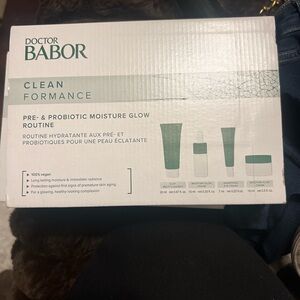 DOCTOR
BABOR
CLEAN
FORMANCE
PRE- & PROBIOTIC MOISTURE GLOW
ROUTINE
ROUTINE HYDRATANTE AUX PRÉ- ET
PROBIOTIQUES POUR UNE PEAU ÉCLATANTE
100% vegan
Long lasting moisture & immediate radiance
Protection against first signs of premature skin aging
For a glowing, healthy-looking complexion